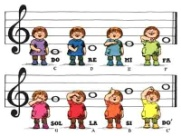 DO RE MI FA
C D E F
SOL LA SI DO'
G A B C